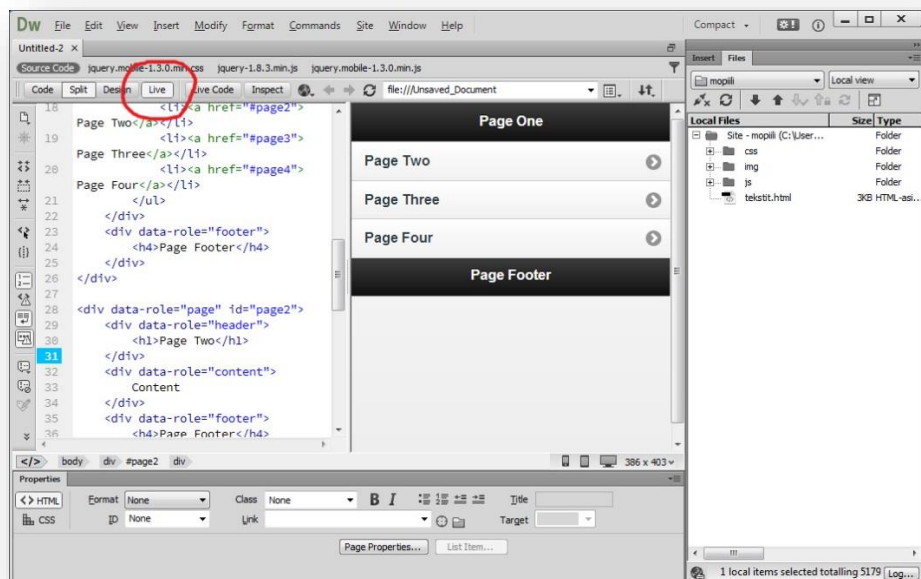 Dw File Edit View Insert Modify Format Commands Site Window Help
Compact
Untitled-2 ×
Source Code jquery.mobile-1.3.0.min.css jquery-1.8.3.min.js jquery.mobile-1.3.0.min.js
Code Split Design Live Live Code Inspect file:///Unsaved_Document
18 <li><a href="#page2">
Page Two</a></li>
19 <li><a href="#page3">
Page Three</a></li>
20 <li><a href="#page4">
Page Four</a></li>
21 </ul>
22 </div>
23 <div data-role="footer">
24 <h4>Page Footer</h4>
25 </div>
26 </div>
27
28 <div data-role="page" id="page2">
29 <div data-role="header">
30 <h1>Page Two</h1>
31 </div>
32 <div data-role="content">
33 Content
34 </div>
35 <div data-role="footer">
36 <h4>Page Footer</h4>
Page One
Page Two
Page Three
Page Four
Page Footer
</> body div #page2 div
386 x 403
Properties
<> HTML Format None Class None B I Title
CSS ID None Link Target
Page Properties... List Item...
Insert Files
mopiili Local view
Local Files Size Type
Site - mopiili (C:\User... Folder
css Folder
img Folder
js Folder
tekstit.html 3KB HTML-asi...
1 local items selected totalling 5179 Log...